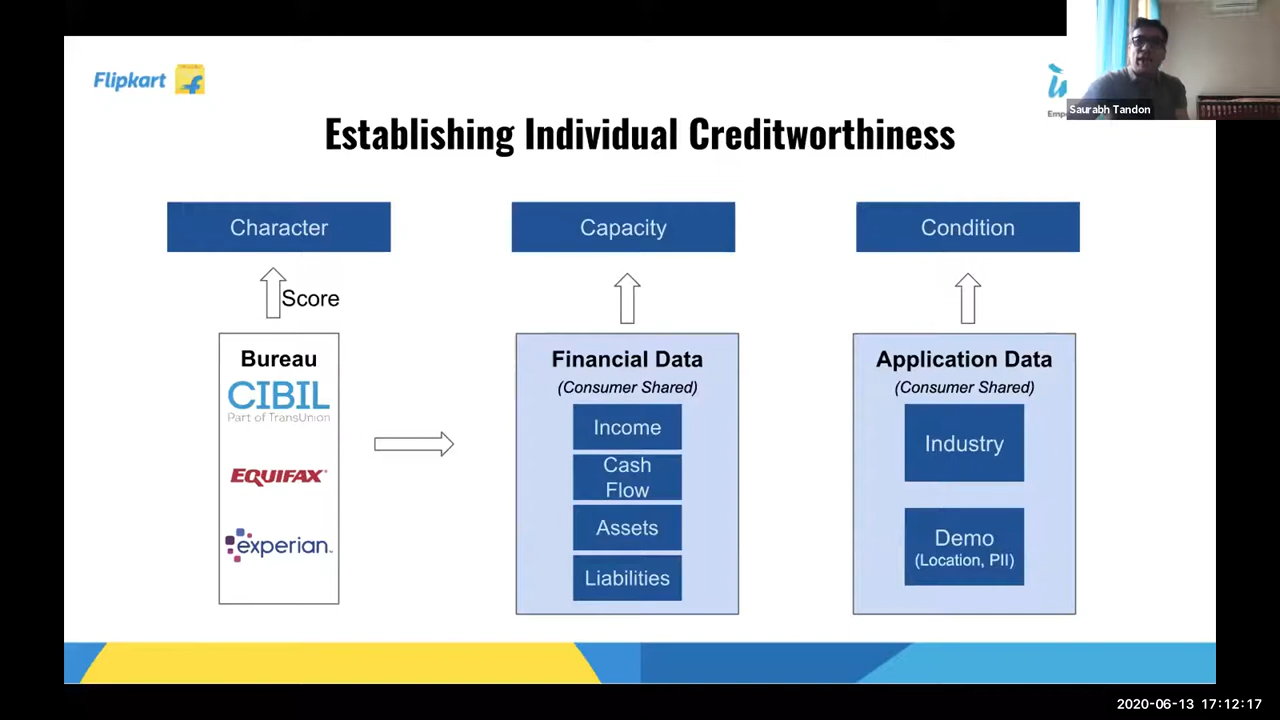 Flipkart
Saurabh Tandon
Establishing Individual Creditworthiness
Character
Capacity
Condition
Score
Bureau
CIBIL
Part of TransUnion
EQUIFAX
experian
Financial Data
(Consumer Shared)
Income
Cash
Flow
Assets
Liabilities
Application Data
(Consumer Shared)
Industry
Demo
(Location, PII)
2020-06-13 17:12:17